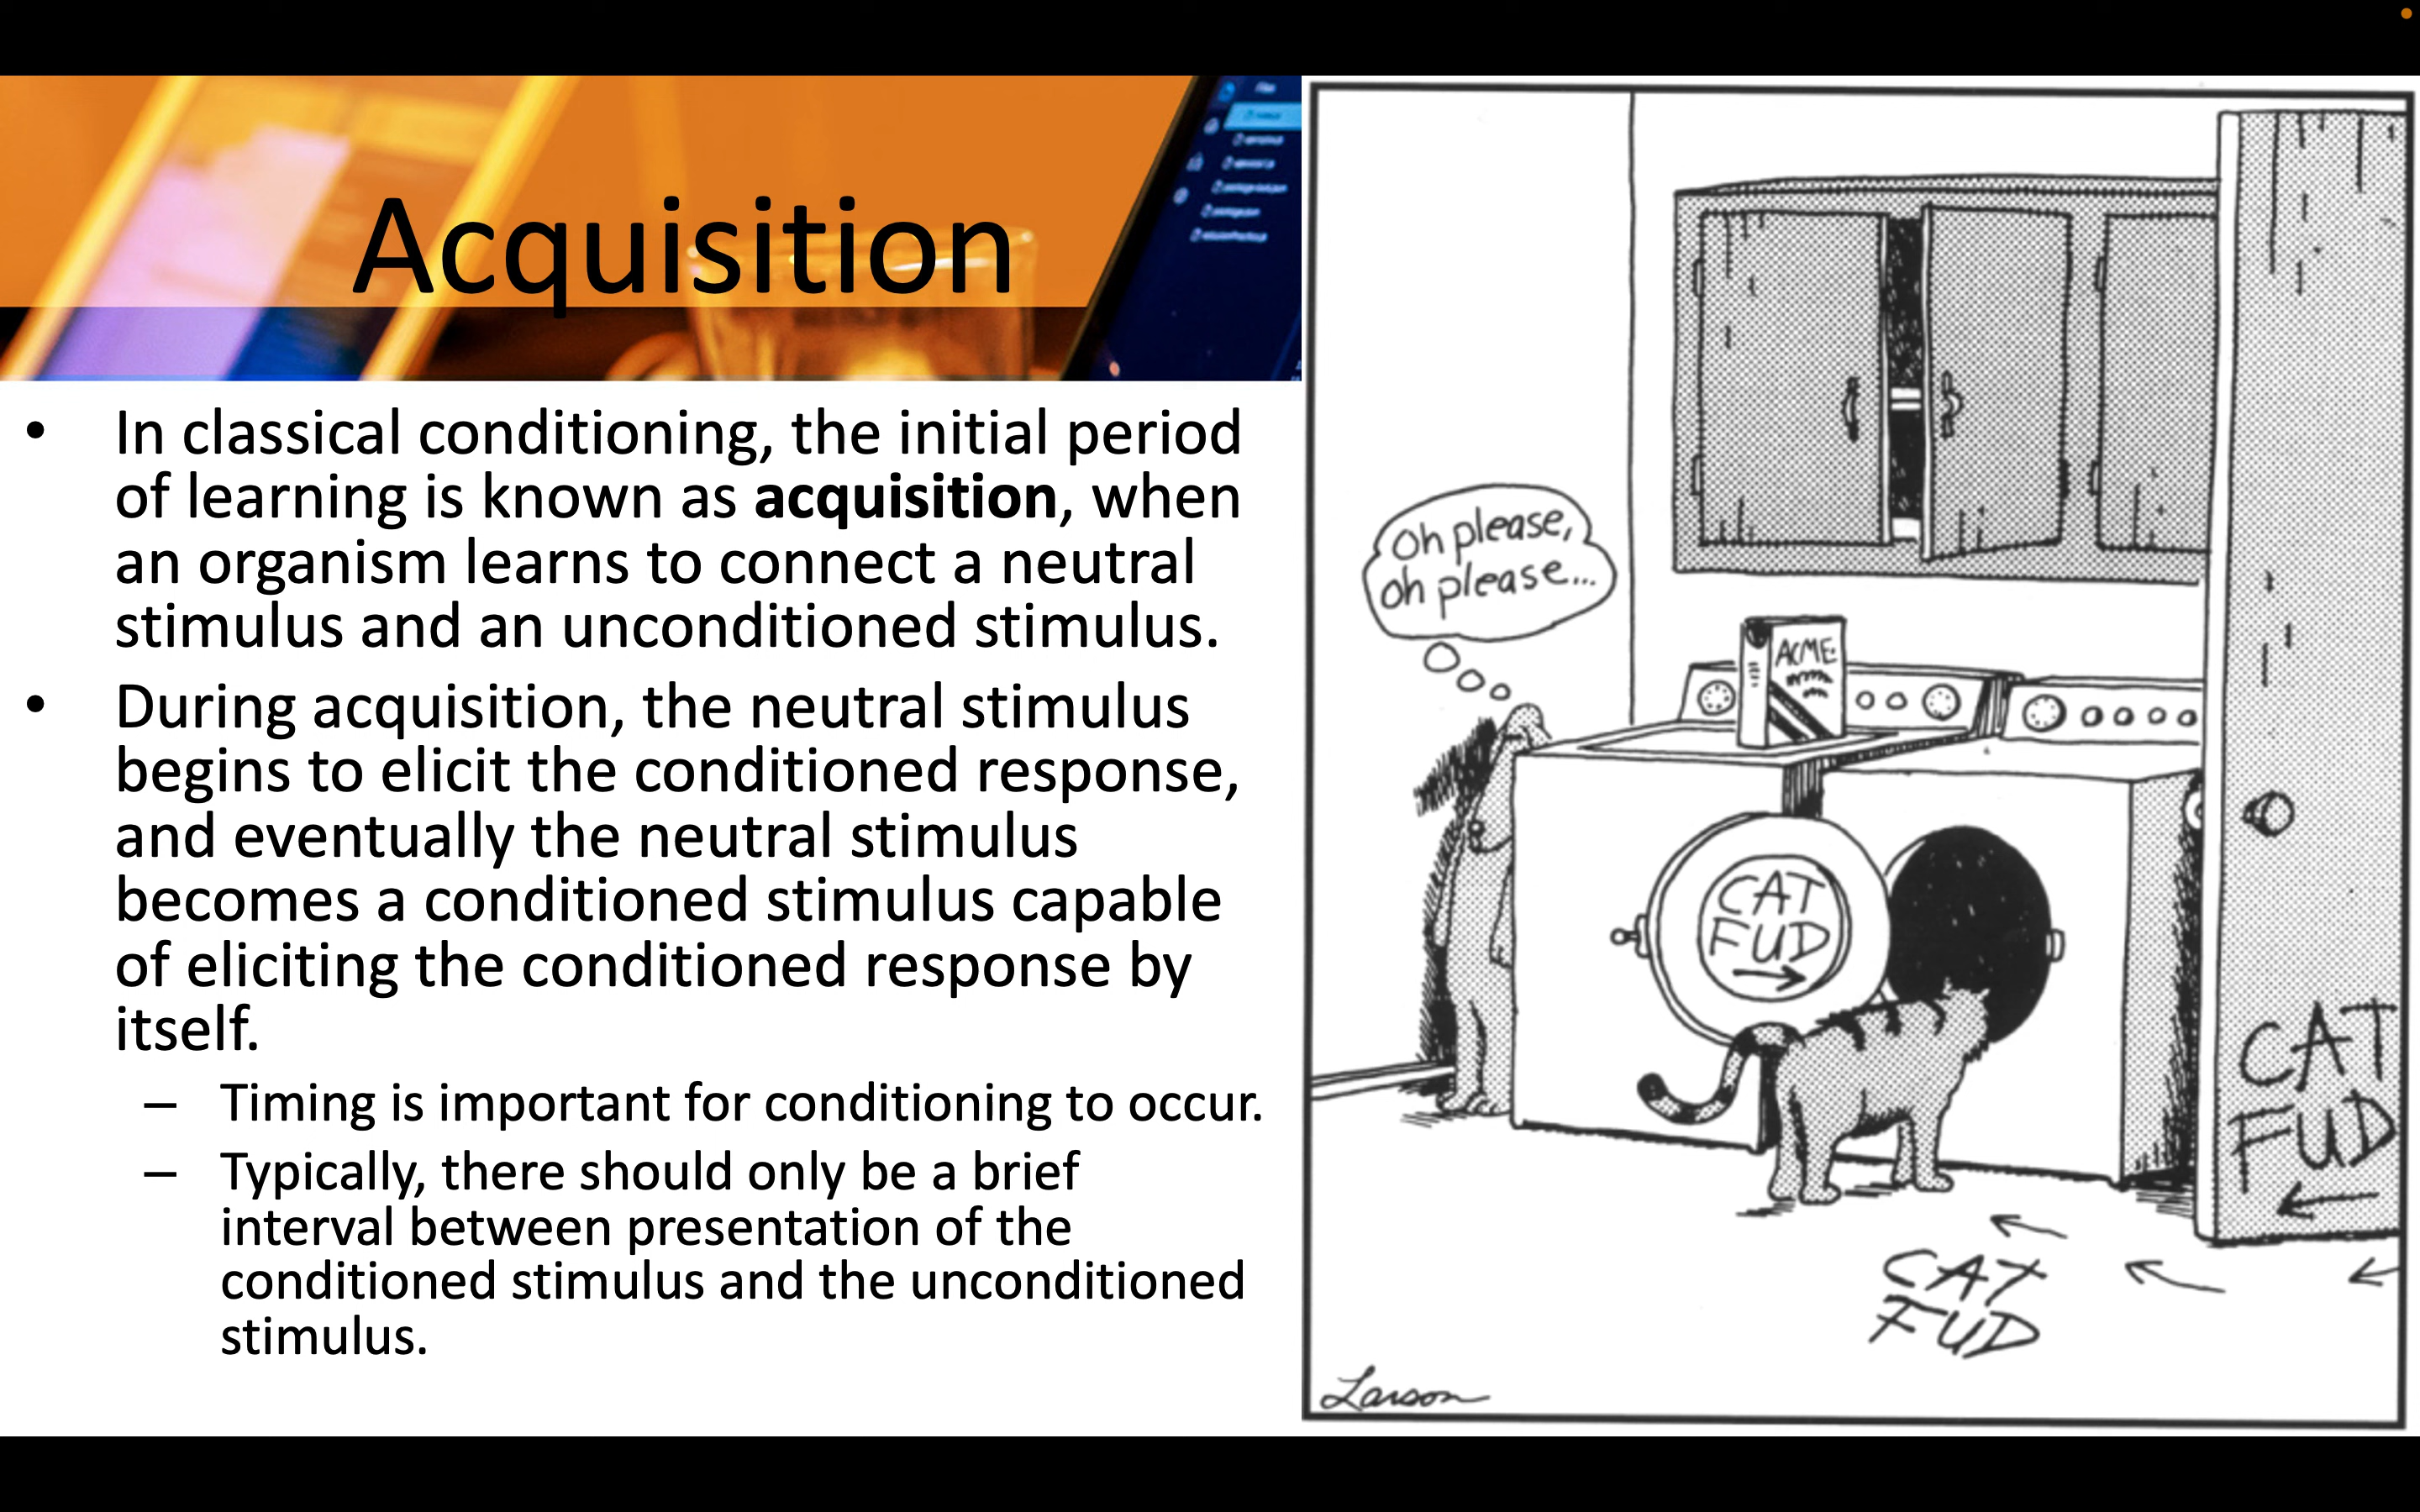 Acquisition
• In classical conditioning, the initial period
of learning is known as acquisition, when
an organism learns to connect a neutral
stimulus and an unconditioned stimulus.
• During acquisition, the neutral stimulus
begins to elicit the conditioned response,
and eventually the neutral stimulus
becomes a conditioned stimulus capable
of eliciting the conditioned response by
itself.
– Timing is important for conditioning to occur.
– Typically, there should only be a brief
interval between presentation of the
conditioned stimulus and the unconditioned
stimulus.
Oh please,
oh please...
ACME
CAT
FUD
CAT
FUD
CAT
FUD
Larson